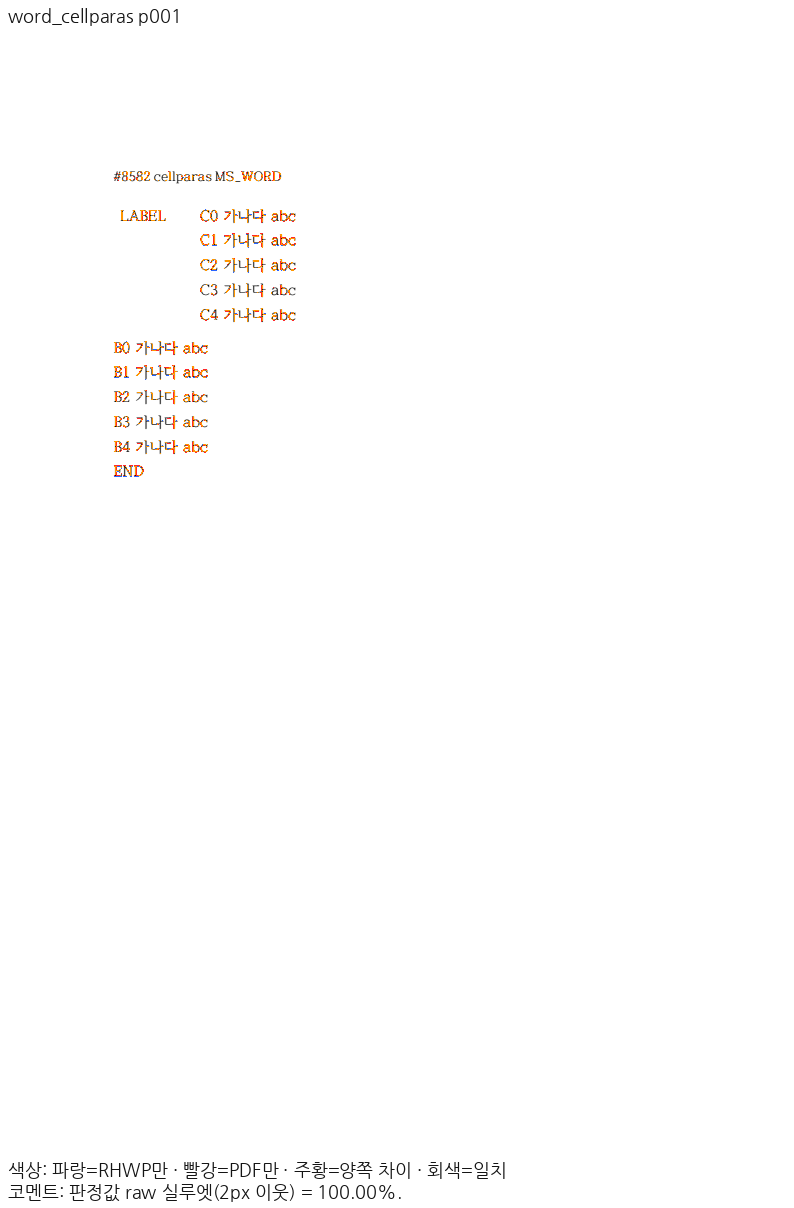 word_cellparas p001
#8582 cellparas MS_WORD
LABEL C0 가나다 abc
C1 가나다 abc
C2 가나다 abc
C3 가나다 abc
C4 가나다 abc
B0 가나다 abc
B1 가나다 abc
B2 가나다 abc
B3 가나다 abc
B4 가나다 abc
END
색상: 파랑=RHWP만 · 빨강=PDF만 · 주황=양쪽 차이 · 회색=일치
코멘트: 판정값 raw 실루엣(2px 이웃) = 100.00%.